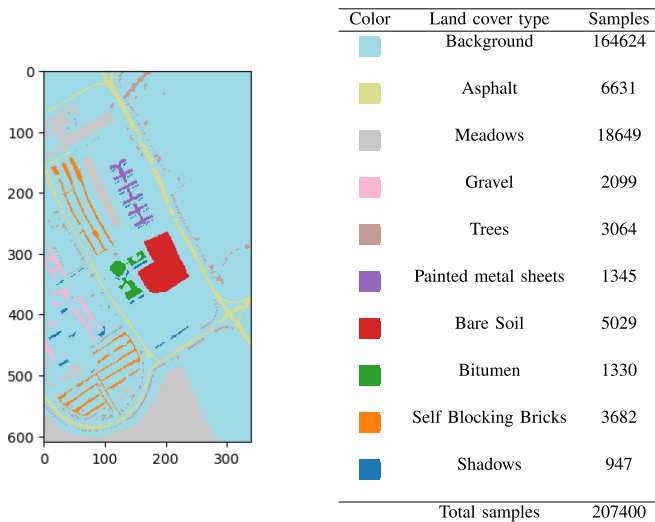 Color Land cover type Samples
Background 164624
Asphalt 6631
Meadows 18649
Gravel 2099
Trees 3064
Painted metal sheets 1345
Bare Soil 5029
Bitumen 1330
Self Blocking Bricks 3682
Shadows 947
Total samples 207400
0
100
200
300
400
500
600
0 100 200 300